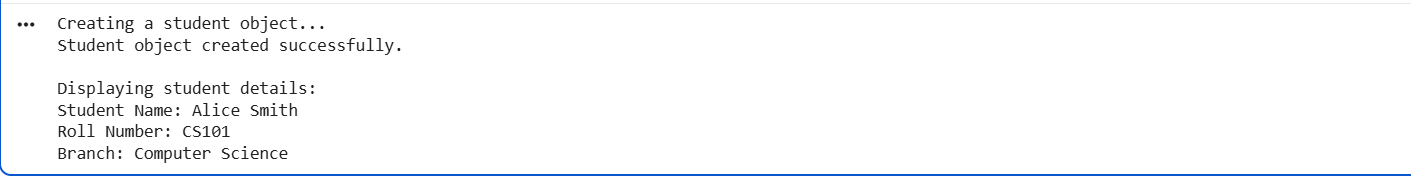 Creating a student object...
Student object created successfully.
Displaying student details:
Student Name: Alice Smith
Roll Number: CS101
Branch: Computer Science